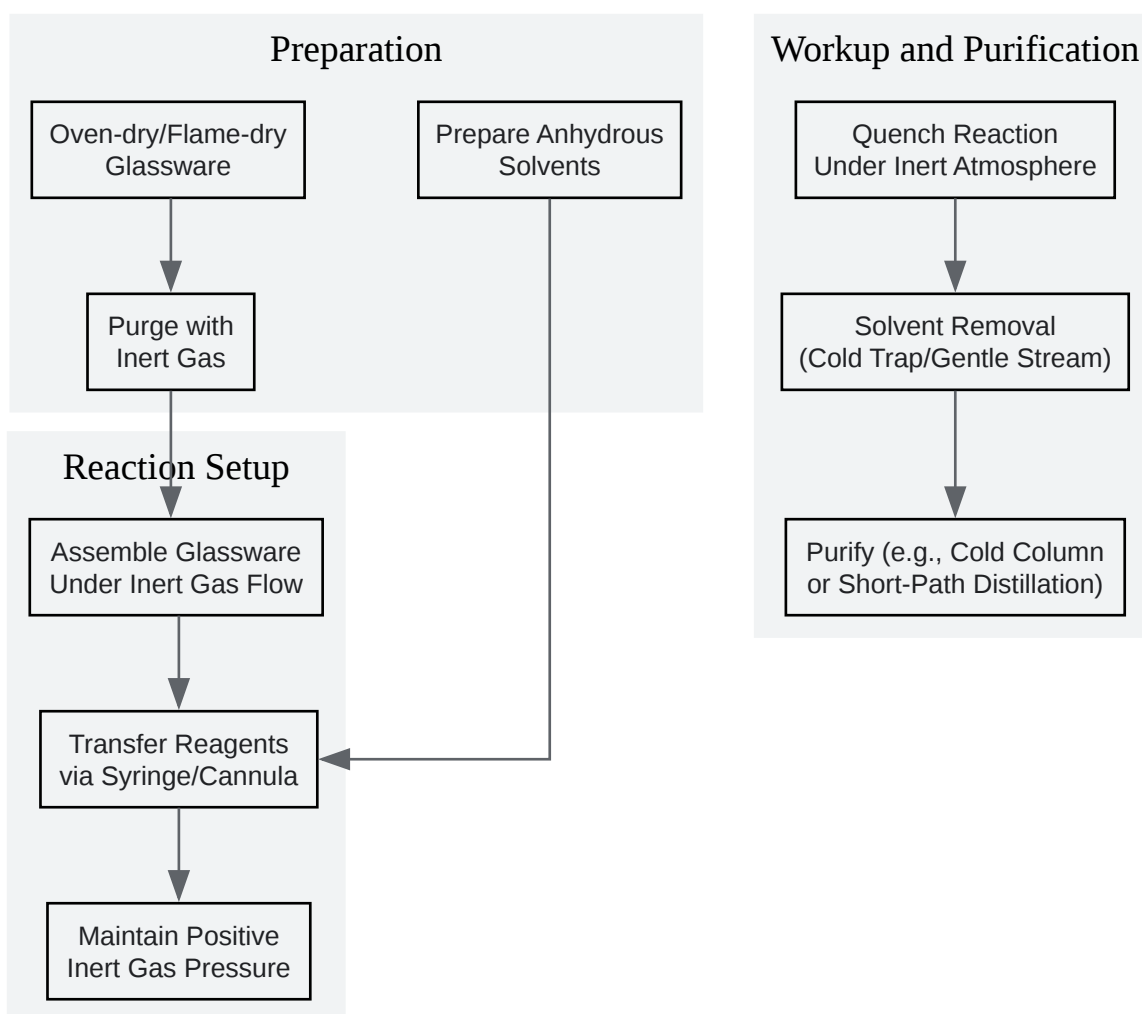 Preparation
Oven-dry/Flame-dry
Glassware
Prepare Anhydrous
Solvents
Purge with
Inert Gas
Reaction Setup
Assemble Glassware
Under Inert Gas Flow
Transfer Reagents
via Syringe/Cannula
Maintain Positive
Inert Gas Pressure
Workup and Purification
Quench Reaction
Under Inert Atmosphere
Solvent Removal
(Cold Trap/Gentle Stream)
Purify (e.g., Cold Column
or Short-Path Distillation)